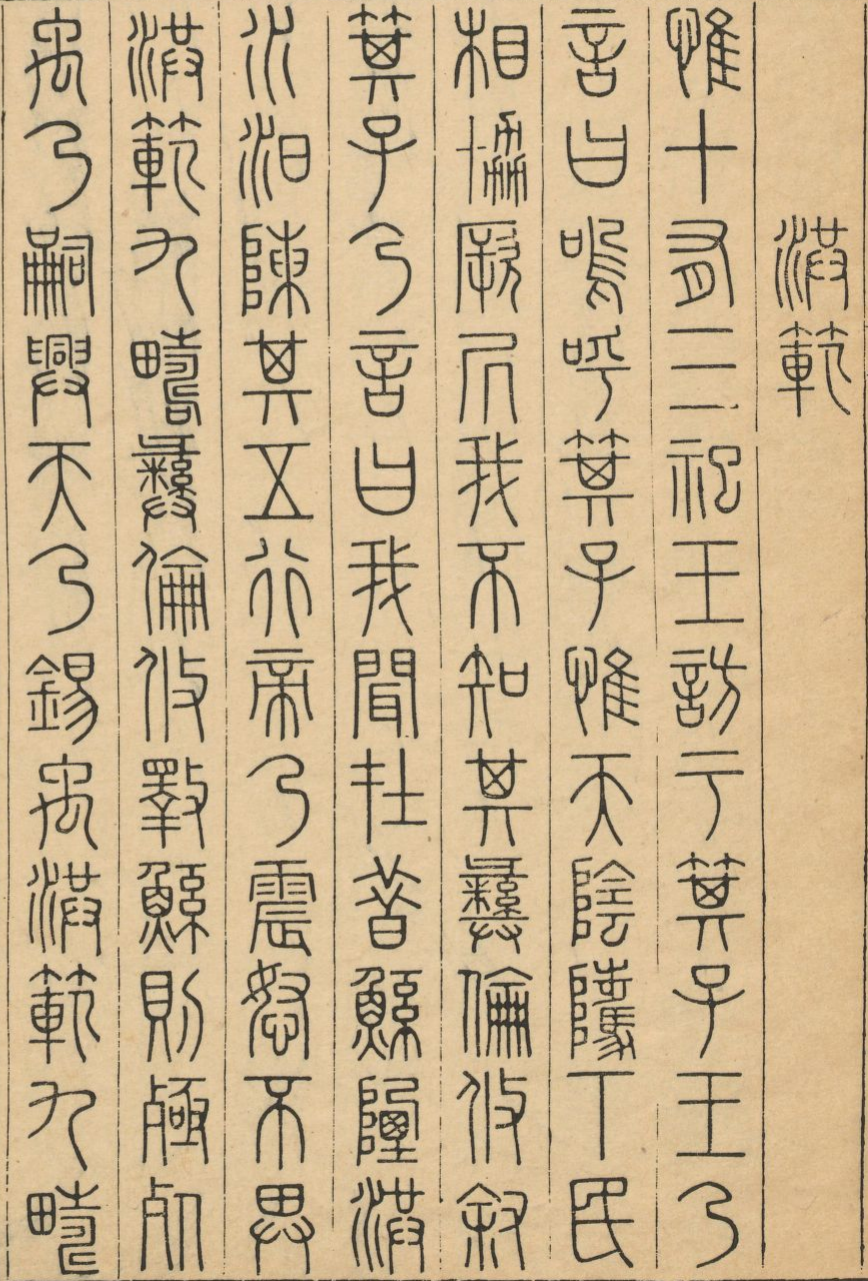 洪範
惟十有三祀王訪于箕子王乃
言曰嗚呼箕子惟天陰騭下民
相協厥居我不知其彝倫攸敘
箕子乃言曰我聞在昔鯀陻洪
水汩陳其五行帝乃震怒不畀
洪範九疇彝倫攸斁鯀則殛死
禹乃嗣興天乃錫禹洪範九疇